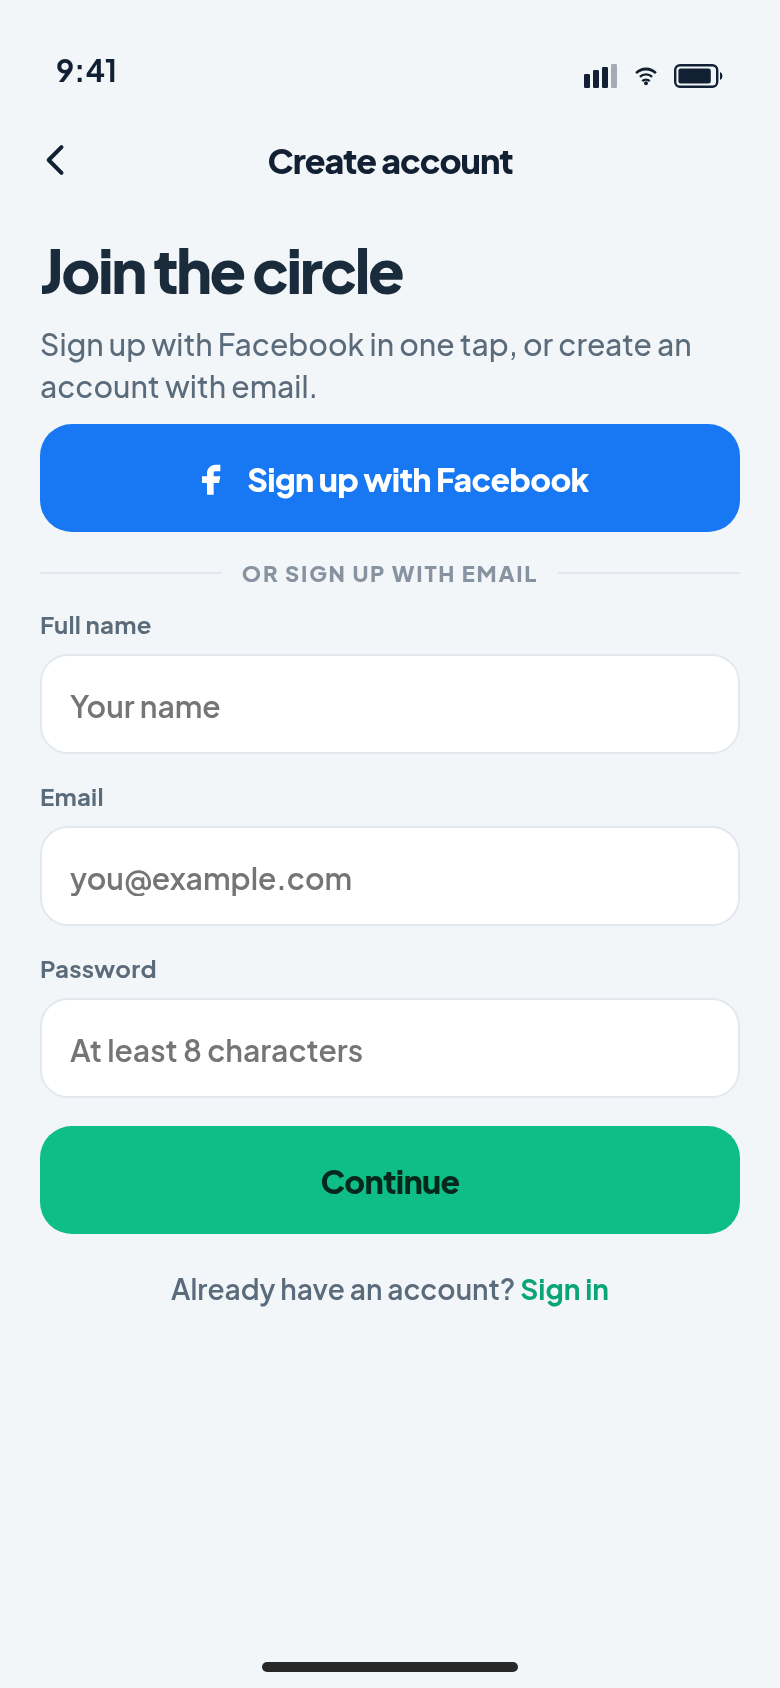 9:41
Create account
Join the circle
Sign up with Facebook in one tap, or create an
account with email.
Sign up with Facebook
OR SIGN UP WITH EMAIL
Full name
Your name
Email
you@example.com
Password
At least 8 characters
Continue
Already have an account? Sign in